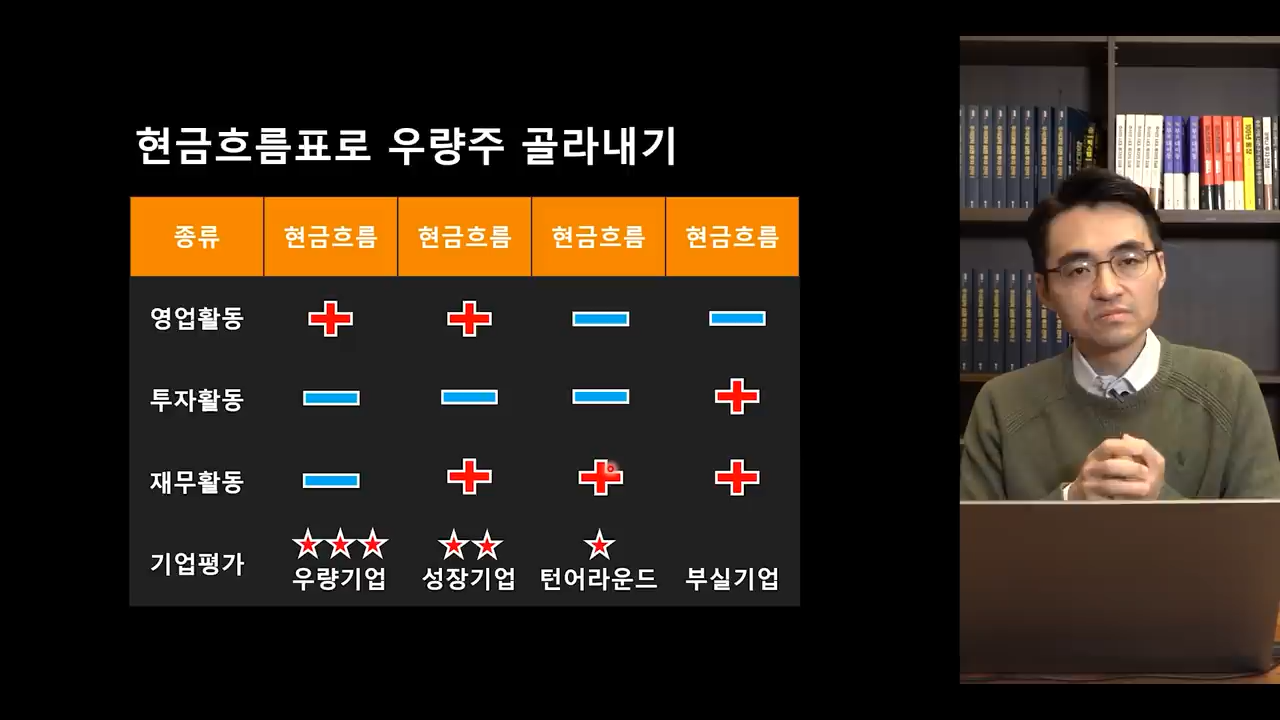 현금흐름표로 우량주 골라내기
종류 현금흐름 현금흐름 현금흐름 현금흐름
영업활동
투자활동
재무활동
기업평가
우량기업 성장기업 턴어라운드 부실기업